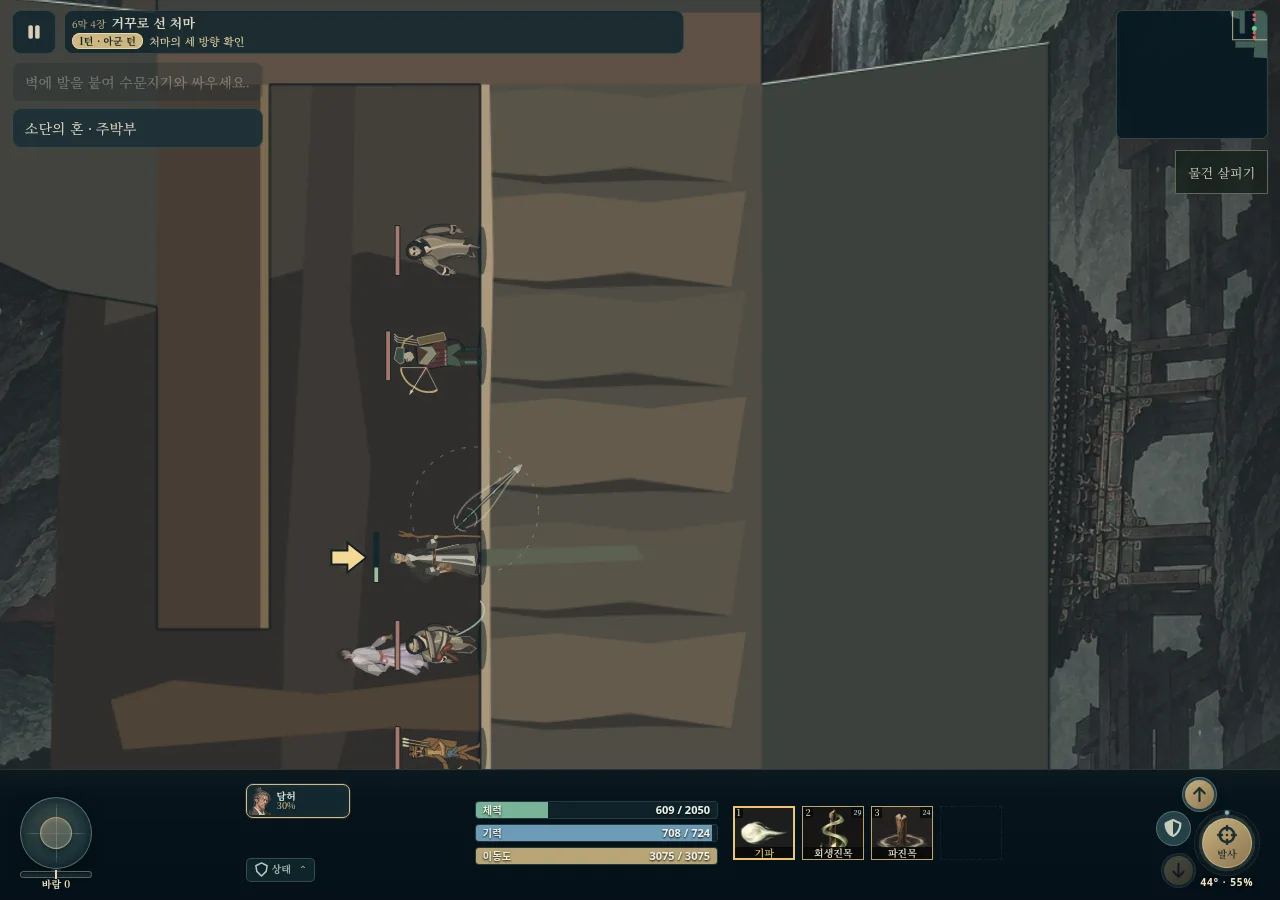 6막 4장 거꾸로 선 처마
1턴 · 아군 턴 처마의 세 방향 확인
벽에 발을 붙여 수문지기와 싸우세요.
소단의 혼 · 주박부
물건 살피기
담허
30%
상태
바람 0
체력 609 / 2050
기력 708 / 724
이동도 3075 / 3075
1
기파
2 29
회생진목
3 24
파진목
발사
44° · 55%